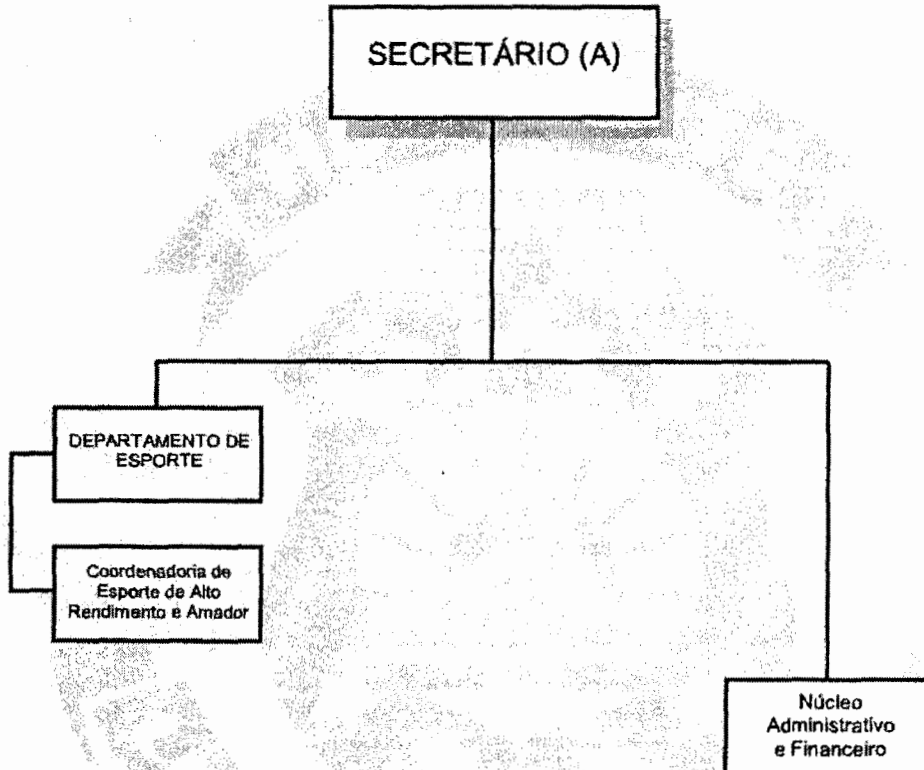 SECRETÁRIO (A)
DEPARTAMENTO DE
ESPORTE
Coordenadoria de
Esporte de Alto
Rendimento e Amador
Núcleo
Administrativo
e Financeiro